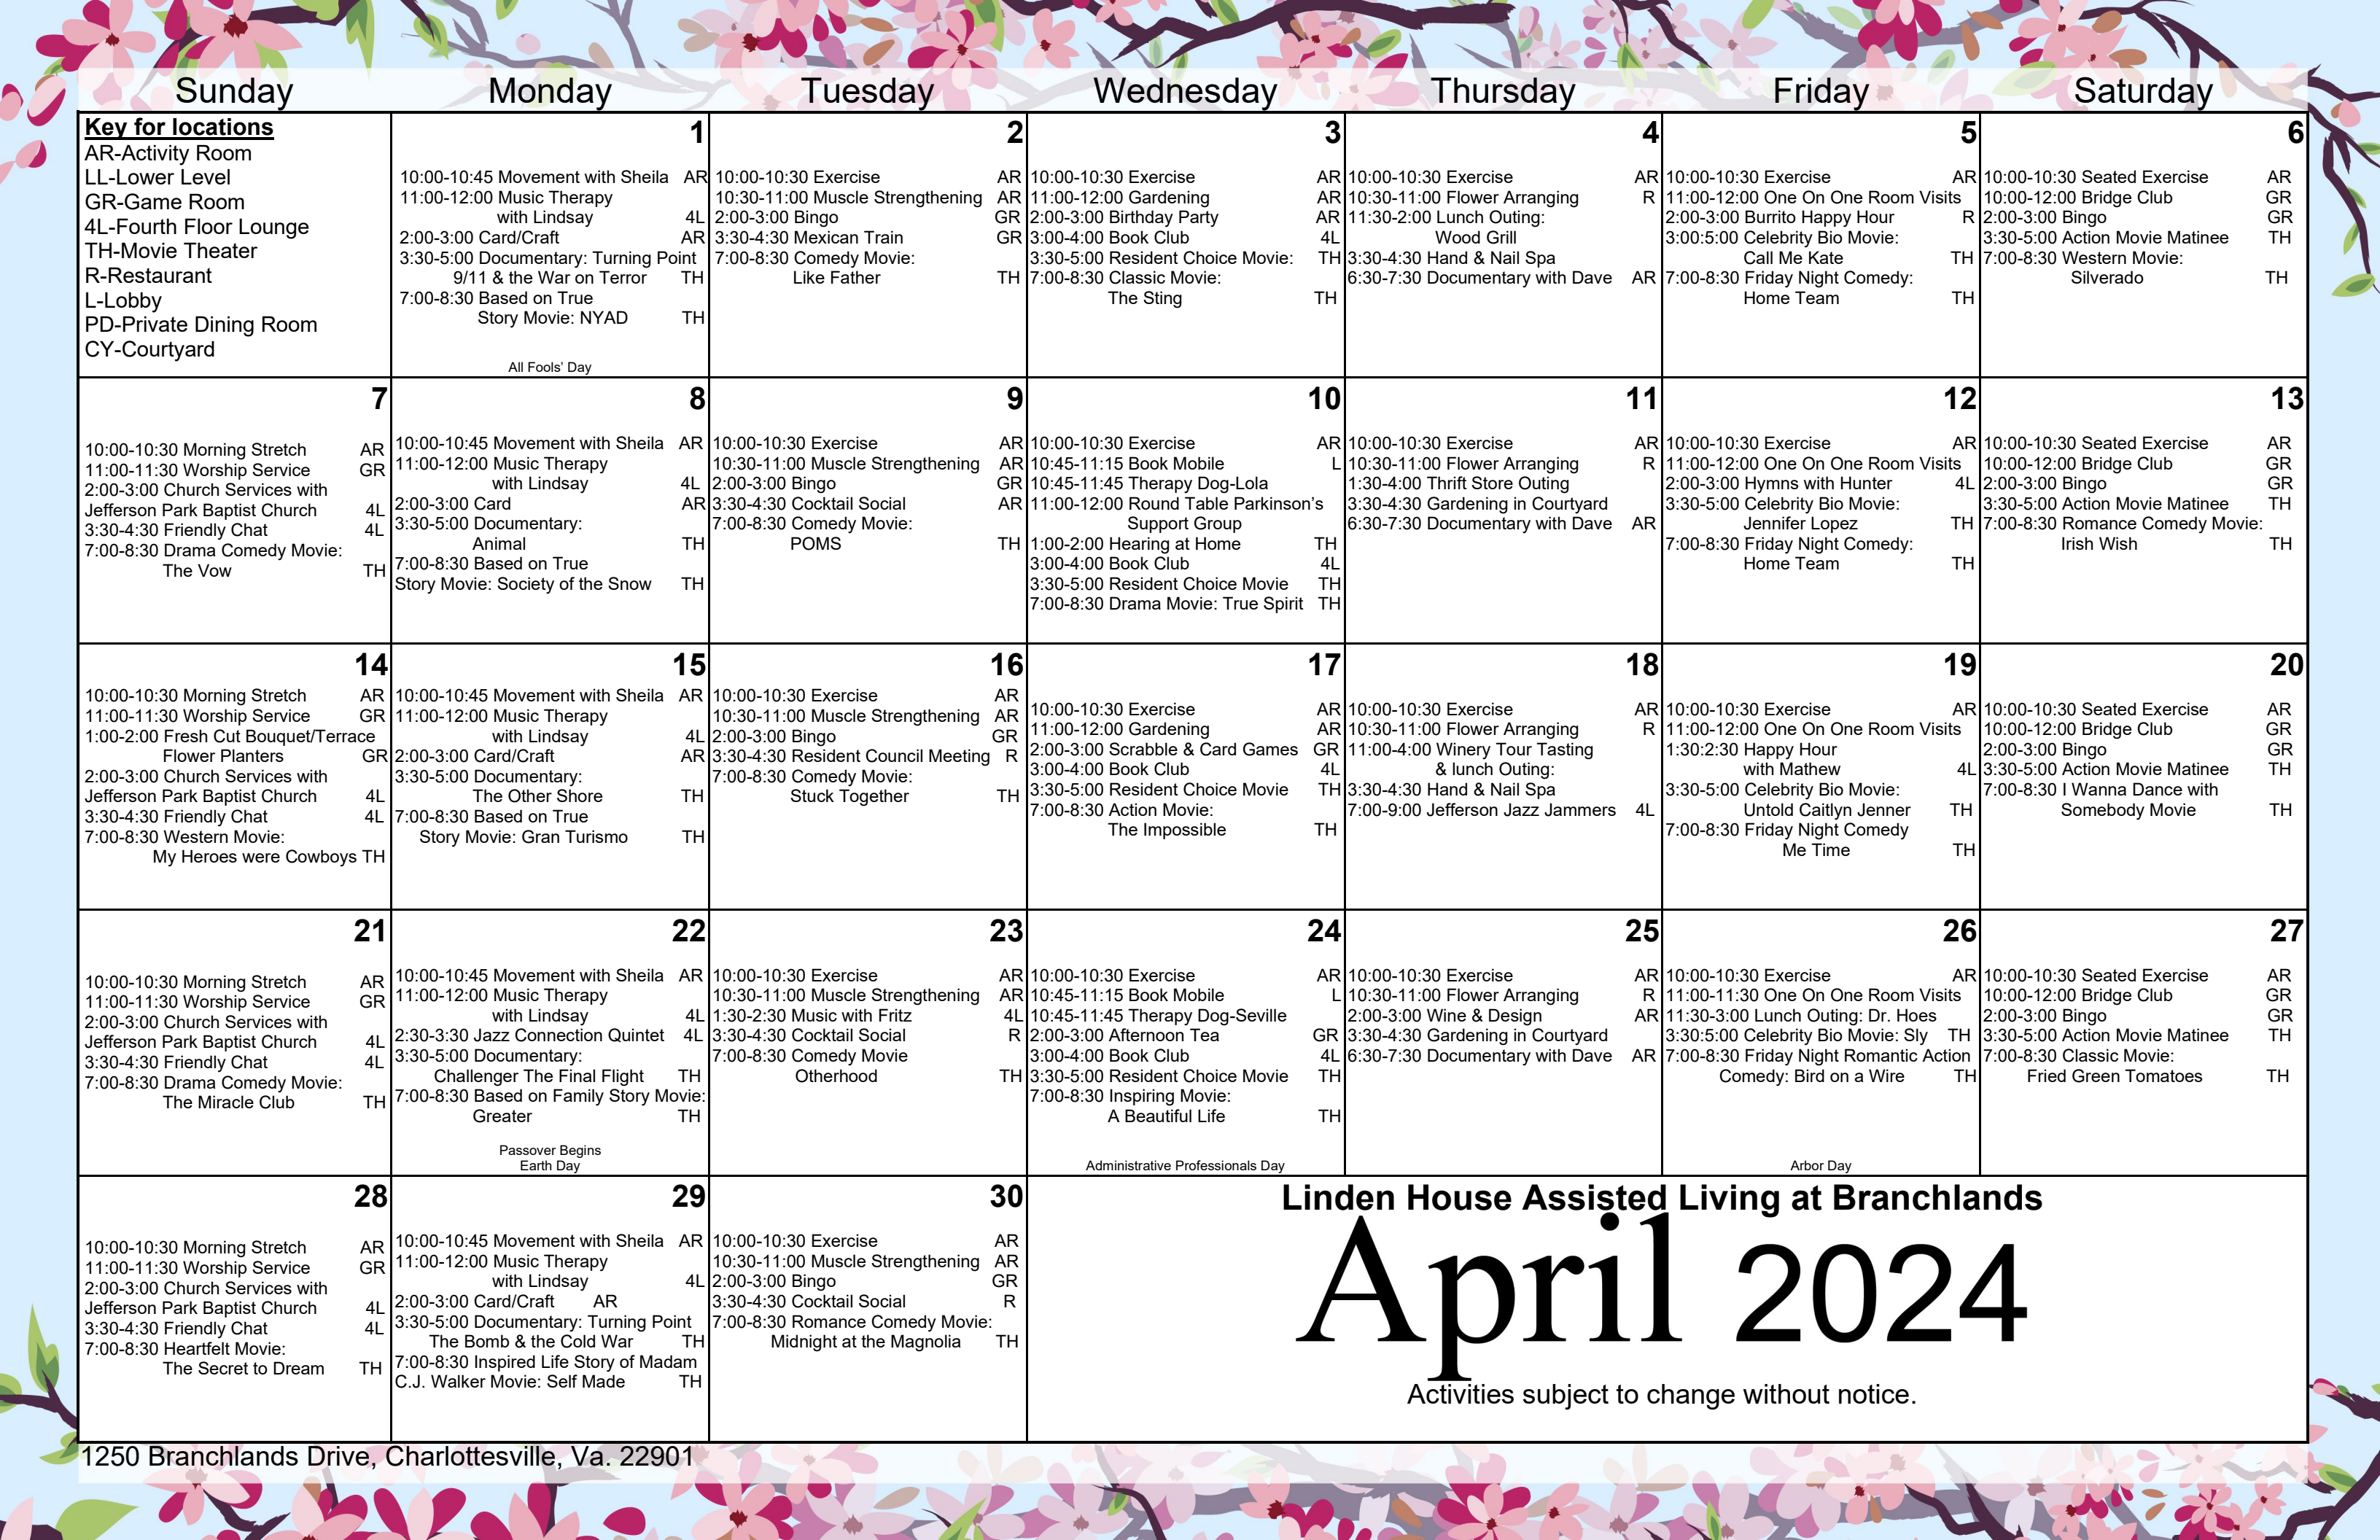 Sunday Monday Tuesday Wednesday Thursday Friday Saturday
Key for locations
AR-Activity Room
LL-Lower Level
GR-Game Room
4L-Fourth Floor Lounge
TH-Movie Theater
R-Restaurant
L-Lobby
PD-Private Dining Room
CY-Courtyard
1
10:00-10:45 Movement with Sheila AR
11:00-12:00 Music Therapy
with Lindsay 4L
2:00-3:00 Card/Craft AR
3:30-5:00 Documentary: Turning Point
9/11 & the War on Terror TH
7:00-8:30 Based on True
Story Movie: NYAD TH
All Fools' Day
2
10:00-10:30 Exercise AR
10:30-11:00 Muscle Strengthening AR
2:00-3:00 Bingo GR
3:30-4:30 Mexican Train GR
7:00-8:30 Comedy Movie:
Like Father TH
3
10:00-10:30 Exercise AR
11:00-12:00 Gardening AR
2:00-3:00 Birthday Party AR
3:00-4:00 Book Club 4L
3:30-5:00 Resident Choice Movie: TH
7:00-8:30 Classic Movie:
The Sting TH
4
10:00-10:30 Exercise AR
10:30-11:00 Flower Arranging R
11:30-2:00 Lunch Outing:
Wood Grill
3:30-4:30 Hand & Nail Spa
6:30-7:30 Documentary with Dave AR
5
10:00-10:30 Exercise AR
11:00-12:00 One On One Room Visits
2:00-3:00 Burrito Happy Hour R
3:00:5:00 Celebrity Bio Movie:
Call Me Kate TH
7:00-8:30 Friday Night Comedy:
Home Team TH
6
10:00-10:30 Seated Exercise AR
10:00-12:00 Bridge Club GR
2:00-3:00 Bingo GR
3:30-5:00 Action Movie Matinee TH
7:00-8:30 Western Movie:
Silverado TH
7
10:00-10:30 Morning Stretch AR
11:00-11:30 Worship Service GR
2:00-3:00 Church Services with
Jefferson Park Baptist Church 4L
3:30-4:30 Friendly Chat 4L
7:00-8:30 Drama Comedy Movie:
The Vow TH
8
10:00-10:45 Movement with Sheila AR
11:00-12:00 Music Therapy
with Lindsay 4L
2:00-3:00 Card AR
3:30-5:00 Documentary:
Animal TH
7:00-8:30 Based on True
Story Movie: Society of the Snow TH
9
10:00-10:30 Exercise AR
10:30-11:00 Muscle Strengthening AR
2:00-3:00 Bingo GR
3:30-4:30 Cocktail Social AR
7:00-8:30 Comedy Movie:
POMS TH
10
10:00-10:30 Exercise AR
10:45-11:15 Book Mobile L
10:45-11:45 Therapy Dog-Lola
11:00-12:00 Round Table Parkinson's
Support Group
1:00-2:00 Hearing at Home TH
3:00-4:00 Book Club 4L
3:30-5:00 Resident Choice Movie TH
7:00-8:30 Drama Movie: True Spirit TH
11
10:00-10:30 Exercise AR
10:30-11:00 Flower Arranging R
1:30-4:00 Thrift Store Outing
3:30-4:30 Gardening in Courtyard
6:30-7:30 Documentary with Dave AR
12
10:00-10:30 Exercise AR
11:00-12:00 One On One Room Visits
2:00-3:00 Hymns with Hunter 4L
3:30-5:00 Celebrity Bio Movie:
Jennifer Lopez TH
7:00-8:30 Friday Night Comedy:
Home Team TH
13
10:00-10:30 Seated Exercise AR
10:00-12:00 Bridge Club GR
2:00-3:00 Bingo GR
3:30-5:00 Action Movie Matinee TH
7:00-8:30 Romance Comedy Movie:
Irish Wish TH
14
10:00-10:30 Morning Stretch AR
11:00-11:30 Worship Service GR
1:00-2:00 Fresh Cut Bouquet/Terrace
Flower Planters GR
2:00-3:00 Church Services with
Jefferson Park Baptist Church 4L
3:30-4:30 Friendly Chat 4L
7:00-8:30 Western Movie:
My Heroes were Cowboys TH
15
10:00-10:45 Movement with Sheila AR
11:00-12:00 Music Therapy
with Lindsay 4L
2:00-3:00 Card/Craft AR
3:30-5:00 Documentary:
The Other Shore TH
7:00-8:30 Based on True
Story Movie: Gran Turismo TH
16
10:00-10:30 Exercise AR
10:30-11:00 Muscle Strengthening AR
2:00-3:00 Bingo GR
3:30-4:30 Resident Council Meeting R
7:00-8:30 Comedy Movie:
Stuck Together TH
17
10:00-10:30 Exercise AR
11:00-12:00 Gardening AR
2:00-3:00 Scrabble & Card Games GR
3:00-4:00 Book Club 4L
3:30-5:00 Resident Choice Movie TH
7:00-8:30 Action Movie:
The Impossible TH
18
10:00-10:30 Exercise AR
10:30-11:00 Flower Arranging R
11:00-4:00 Winery Tour Tasting
& lunch Outing:
3:30-4:30 Hand & Nail Spa
7:00-9:00 Jefferson Jazz Jammers 4L
19
10:00-10:30 Exercise AR
11:00-12:00 One On One Room Visits
1:30:2:30 Happy Hour
with Mathew 4L
3:30-5:00 Celebrity Bio Movie:
Untold Caitlyn Jenner TH
7:00-8:30 Friday Night Comedy
Me Time TH
20
10:00-10:30 Seated Exercise AR
10:00-12:00 Bridge Club GR
2:00-3:00 Bingo GR
3:30-5:00 Action Movie Matinee TH
7:00-8:30 I Wanna Dance with
Somebody Movie TH
21
10:00-10:30 Morning Stretch AR
11:00-11:30 Worship Service GR
2:00-3:00 Church Services with
Jefferson Park Baptist Church 4L
3:30-4:30 Friendly Chat 4L
7:00-8:30 Drama Comedy Movie:
The Miracle Club TH
22
10:00-10:45 Movement with Sheila AR
11:00-12:00 Music Therapy
with Lindsay 4L
2:30-3:30 Jazz Connection Quintet 4L
3:30-5:00 Documentary:
Challenger The Final Flight TH
7:00-8:30 Based on Family Story Movie:
Greater TH
Passover Begins
Earth Day
23
10:00-10:30 Exercise AR
10:30-11:00 Muscle Strengthening AR
1:30-2:30 Music with Fritz 4L
3:30-4:30 Cocktail Social R
7:00-8:30 Comedy Movie
Otherhood TH
24
10:00-10:30 Exercise AR
10:45-11:15 Book Mobile L
10:45-11:45 Therapy Dog-Seville
2:00-3:00 Afternoon Tea GR
3:00-4:00 Book Club 4L
3:30-5:00 Resident Choice Movie TH
7:00-8:30 Inspiring Movie:
A Beautiful Life TH
Administrative Professionals Day
25
10:00-10:30 Exercise AR
10:30-11:00 Flower Arranging R
2:00-3:00 Wine & Design AR
3:30-4:30 Gardening in Courtyard
6:30-7:30 Documentary with Dave AR
26
10:00-10:30 Exercise AR
11:00-11:30 One On One Room Visits
11:30-3:00 Lunch Outing: Dr. Hoes
3:30:5:00 Celebrity Bio Movie: Sly TH
7:00-8:30 Friday Night Romantic Action
Comedy: Bird on a Wire TH
Arbor Day
27
10:00-10:30 Seated Exercise AR
10:00-12:00 Bridge Club GR
2:00-3:00 Bingo GR
3:30-5:00 Action Movie Matinee TH
7:00-8:30 Classic Movie:
Fried Green Tomatoes TH
28
10:00-10:30 Morning Stretch AR
11:00-11:30 Worship Service GR
2:00-3:00 Church Services with
Jefferson Park Baptist Church 4L
3:30-4:30 Friendly Chat 4L
7:00-8:30 Heartfelt Movie:
The Secret to Dream TH
29
10:00-10:45 Movement with Sheila AR
11:00-12:00 Music Therapy
with Lindsay 4L
2:00-3:00 Card/Craft AR
3:30-5:00 Documentary: Turning Point
The Bomb & the Cold War TH
7:00-8:30 Inspired Life Story of Madam
C.J. Walker Movie: Self Made TH
30
10:00-10:30 Exercise AR
10:30-11:00 Muscle Strengthening AR
2:00-3:00 Bingo GR
3:30-4:30 Cocktail Social R
7:00-8:30 Romance Comedy Movie:
Midnight at the Magnolia TH
Linden House Assisted Living at Branchlands
April 2024
Activities subject to change without notice.
1250 Branchlands Drive, Charlottesville, Va. 22901